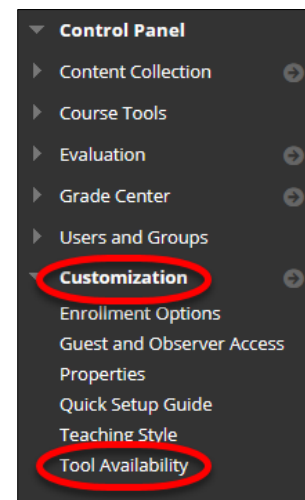 Control Panel
Content Collection
Course Tools
Evaluation
Grade Center
Users and Groups
Customization
Enrollment Options
Guest and Observer Access
Properties
Quick Setup Guide
Teaching Style
Tool Availability